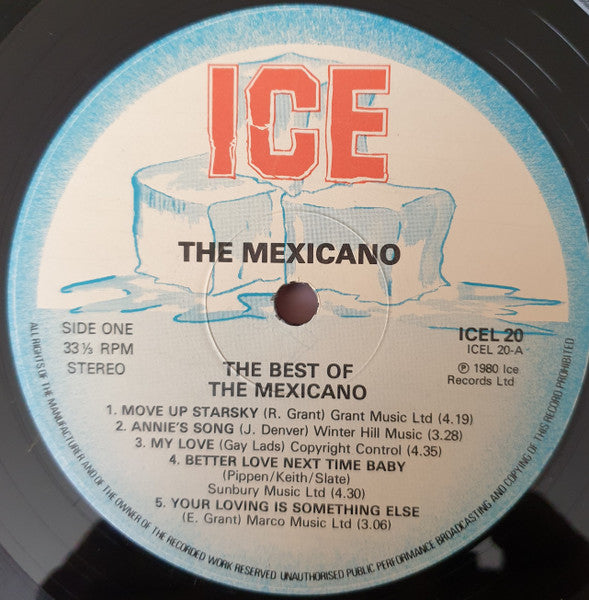 ICE
THE MEXICANO
SIDE ONE
33⅓ RPM
STEREO
ICEL 20
ICEL 20-A
℗ 1980 Ice
Records Ltd
THE BEST OF
THE MEXICANO
1. MOVE UP STARSKY (R. Grant) Grant Music Ltd (4.19)
2. ANNIE'S SONG (J. Denver) Winter Hill Music (3.28)
3. MY LOVE (Gay Lads) Copyright Control (4.35)
4. BETTER LOVE NEXT TIME BABY
(Pippen/Keith/Slate)
Sunbury Music Ltd (4.30)
5. YOUR LOVING IS SOMETHING ELSE
(E. Grant) Marco Music Ltd (3.06)
ALL RIGHTS OF THE MANUFACTURER AND OF THE OWNER OF THE RECORDED WORK RESERVED UNAUTHORISED PUBLIC PERFORMANCE BROADCASTING AND COPYING OF THIS RECORD PROHIBITED